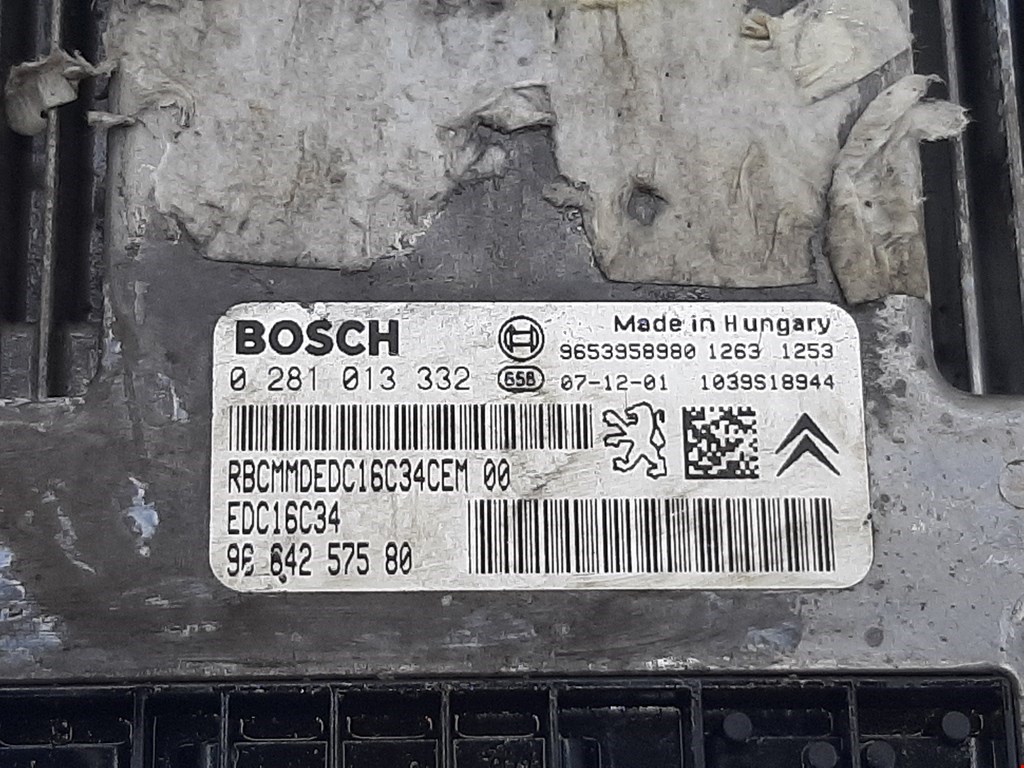 BOSCH
Made in Hungary
9653958980 1263 1253
0 281 013 332
658 07-12-01 1039S18944
RBCMMDEDC16C34CEM 00
EDC16C34
96 642 575 80